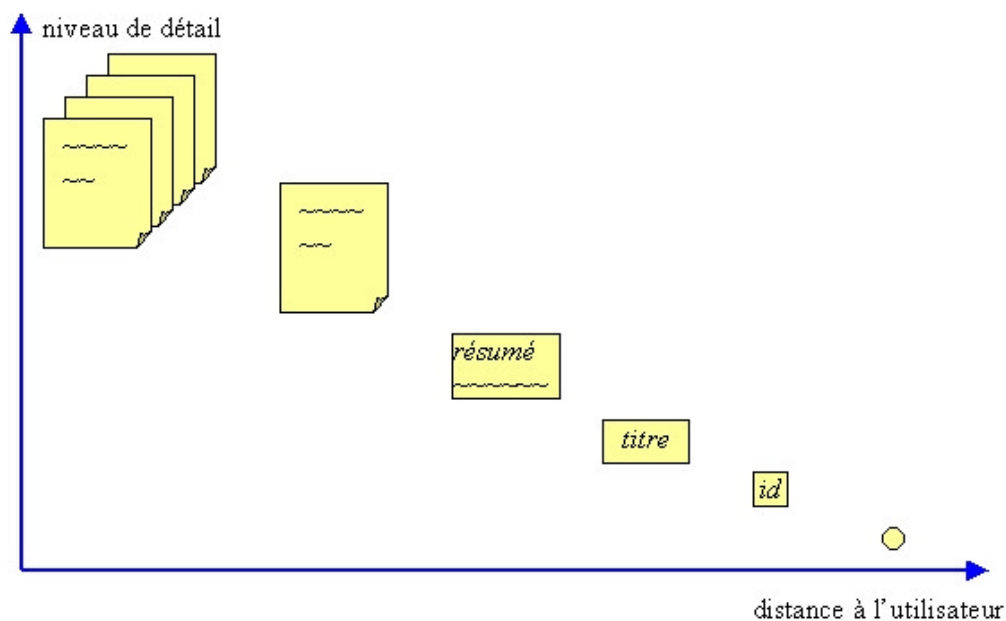 niveau de détail
résumé
titre
id
distance à l'utilisateur